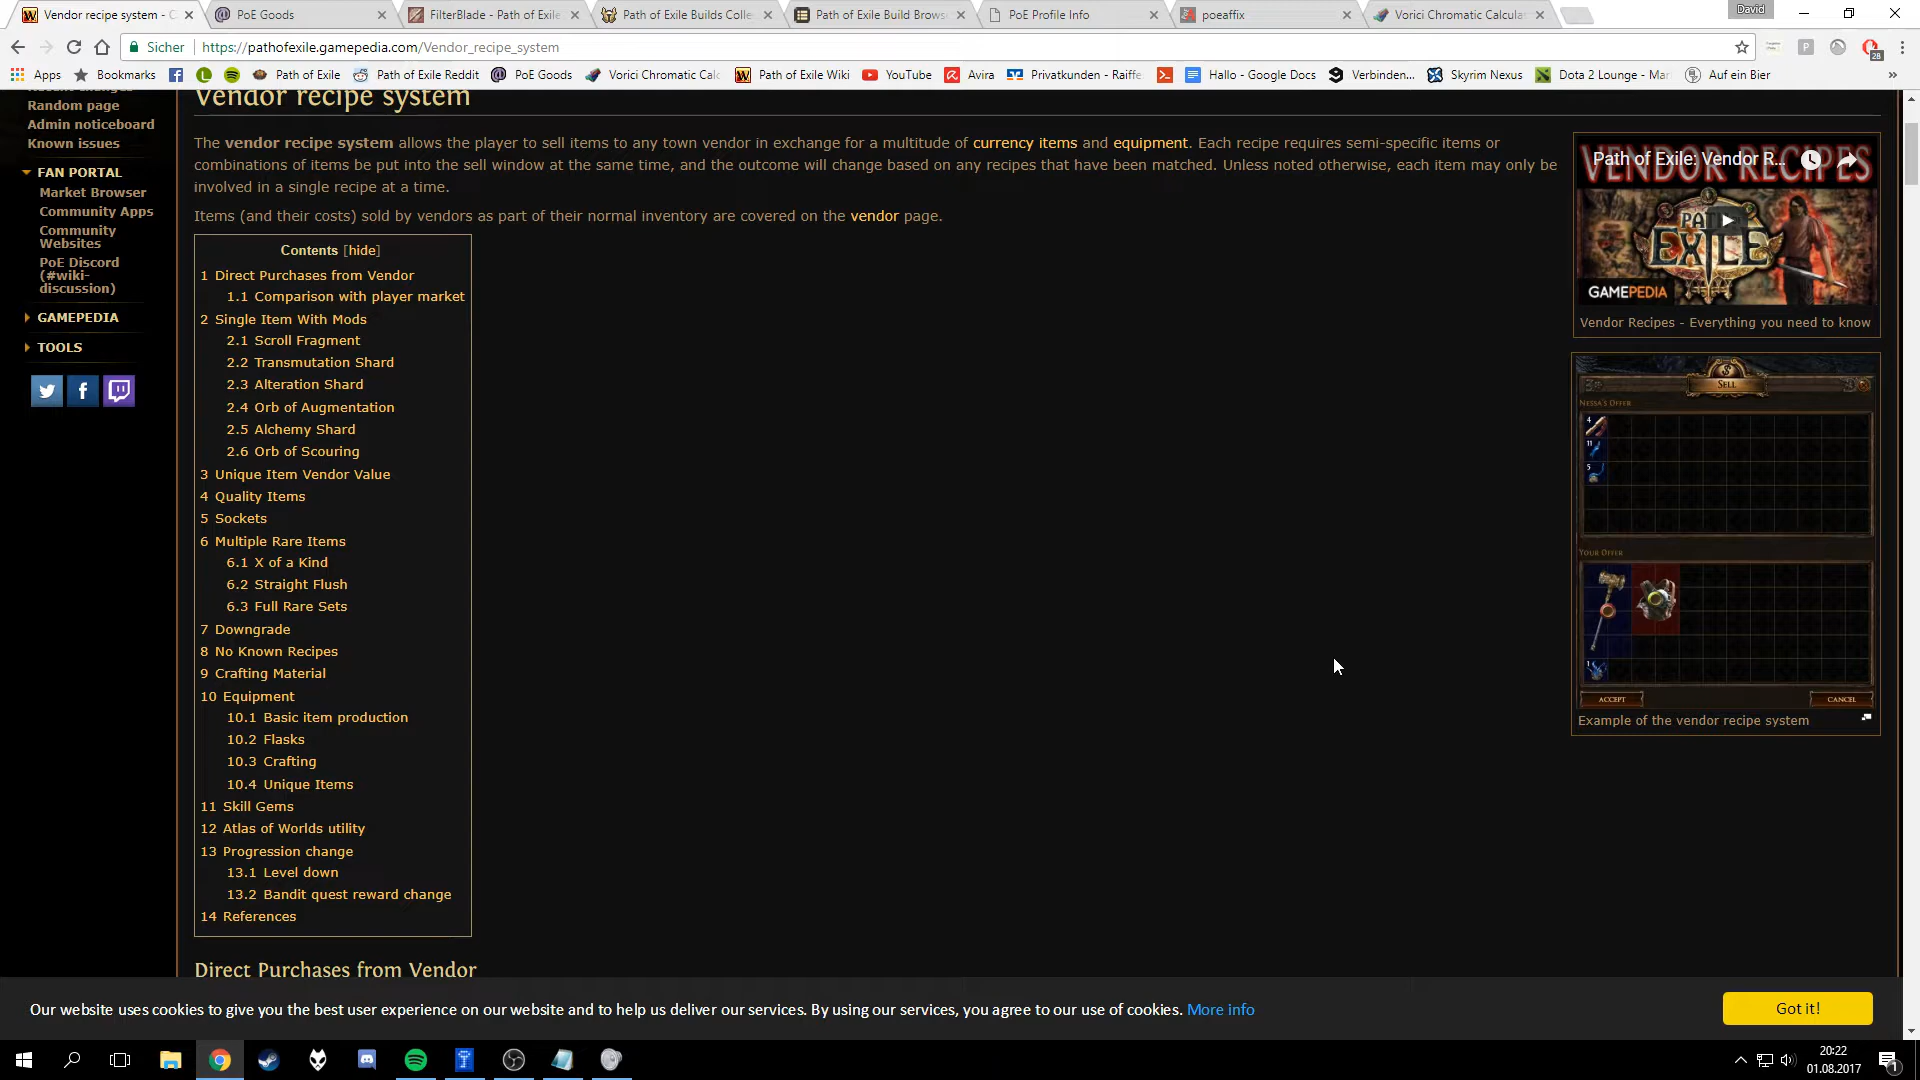 Vendor recipe system - G
PoE Goods
FilterBlade - Path of Exile
Path of Exile Builds Colle
Path of Exile Build Brows
PoE Profile Info
poeaffix
Vorici Chromatic Calculat
David
Sicher
https://pathofexile.gamepedia.com/Vendor_recipe_system
28
Apps
Bookmarks
Path of Exile
Path of Exile Reddit
PoE Goods
Vorici Chromatic Calc
Path of Exile Wiki
YouTube
Avira
Privatkunden - Raiffe
Hallo - Google Docs
Verbinden...
Skyrim Nexus
Dota 2 Lounge - Mar
Auf ein Bier
»
Recent changes
Random page
Admin noticeboard
Known issues
FAN PORTAL
Market Browser
Community Apps
Community
Websites
PoE Discord
(#wiki-
discussion)
GAMEPEDIA
TOOLS
Vendor recipe system
The vendor recipe system allows the player to sell items to any town vendor in exchange for a multitude of currency items and equipment. Each recipe requires semi-specific items or
combinations of items be put into the sell window at the same time, and the outcome will change based on any recipes that have been matched. Unless noted otherwise, each item may only be
involved in a single recipe at a time.
Items (and their costs) sold by vendors as part of their normal inventory are covered on the vendor page.
Contents [hide]
1 Direct Purchases from Vendor
1.1 Comparison with player market
2 Single Item With Mods
2.1 Scroll Fragment
2.2 Transmutation Shard
2.3 Alteration Shard
2.4 Orb of Augmentation
2.5 Alchemy Shard
2.6 Orb of Scouring
3 Unique Item Vendor Value
4 Quality Items
5 Sockets
6 Multiple Rare Items
6.1 X of a Kind
6.2 Straight Flush
6.3 Full Rare Sets
7 Downgrade
8 No Known Recipes
9 Crafting Material
10 Equipment
10.1 Basic item production
10.2 Flasks
10.3 Crafting
10.4 Unique Items
11 Skill Gems
12 Atlas of Worlds utility
13 Progression change
13.1 Level down
13.2 Bandit quest reward change
14 References
Direct Purchases from Vendor
Path of Exile: Vendor R...
VENDOR RECIPES
PATH OF
EXILE
GAMEPEDIA
Vendor Recipes - Everything you need to know
SELL
NESSA'S OFFER
4
11
5
YOUR OFFER
1
ACCEPT
CANCEL
Example of the vendor recipe system
Our website uses cookies to give you the best user experience on our website and to help us deliver our services. By using our services, you agree to our use of cookies. More info
Got it!
20:22
01.08.2017
1